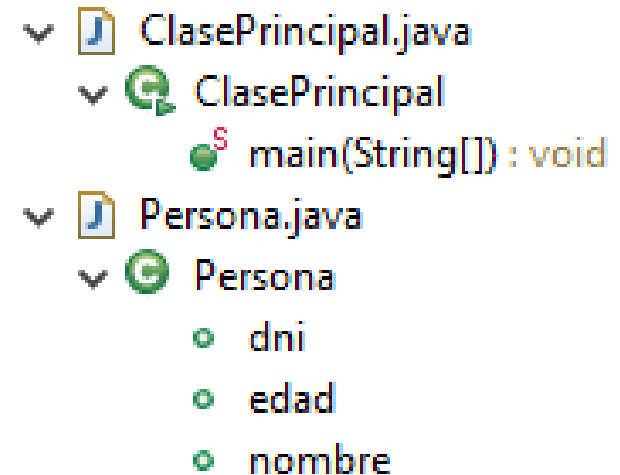 ClasePrincipal.java
ClasePrincipal
main(String[]) : void
Persona.java
Persona
dni
edad
nombre